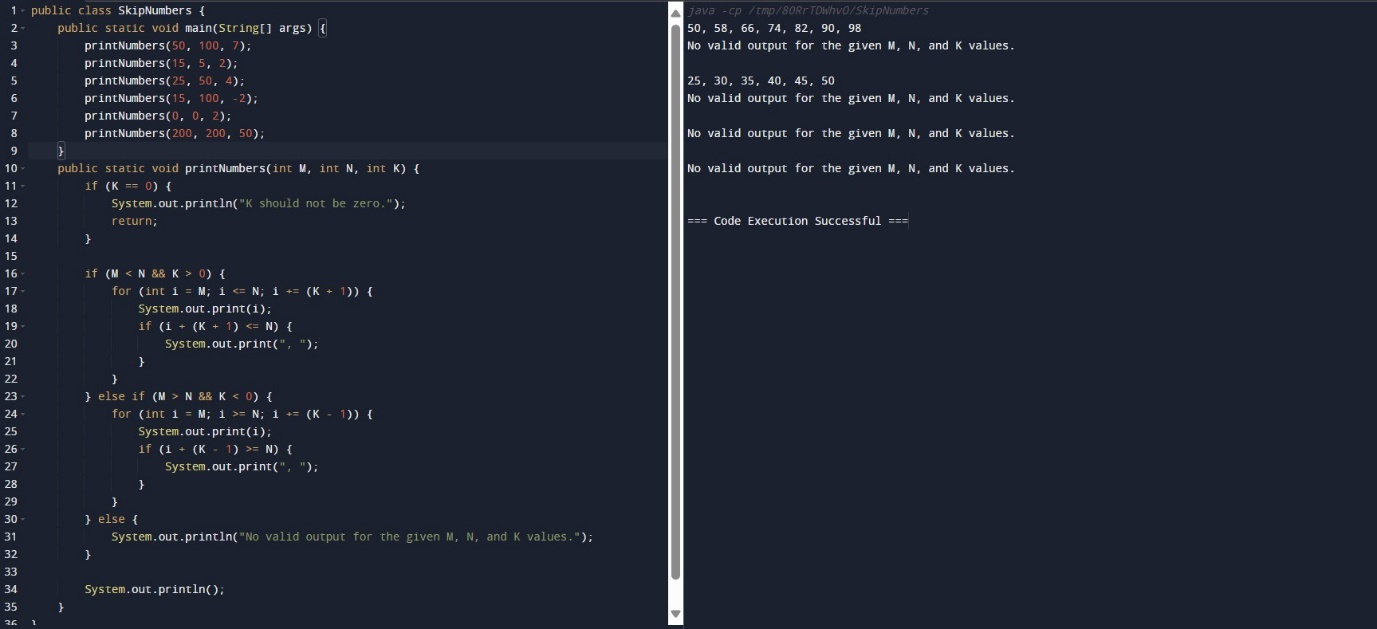 1 public class SkipNumbers {
2 public static void main(String[] args) {
3 printNumbers(50, 100, 7);
4 printNumbers(15, 5, 2);
5 printNumbers(25, 50, 4);
6 printNumbers(15, 100, -2);
7 printNumbers(0, 0, 2);
8 printNumbers(200, 200, 50);
9 }
10 public static void printNumbers(int M, int N, int K) {
11 if (K == 0) {
12 System.out.println("K should not be zero.");
13 return;
14 }
15
16 if (M < N && K > 0) {
17 for (int i = M; i <= N; i += (K + 1)) {
18 System.out.print(i);
19 if (i + (K + 1) <= N) {
20 System.out.print(", ");
21 }
22 }
23 } else if (M > N && K < 0) {
24 for (int i = M; i >= N; i += (K - 1)) {
25 System.out.print(i);
26 if (i + (K - 1) >= N) {
27 System.out.print(", ");
28 }
29 }
30 } else {
31 System.out.println("No valid output for the given M, N, and K values.");
32 }
33
34 System.out.println();
35 }
36 }
java -cp /tmp/8ORrTDWhvO/SkipNumbers
50, 58, 66, 74, 82, 90, 98
No valid output for the given M, N, and K values.
25, 30, 35, 40, 45, 50
No valid output for the given M, N, and K values.
No valid output for the given M, N, and K values.
No valid output for the given M, N, and K values.
=== Code Execution Successful ===